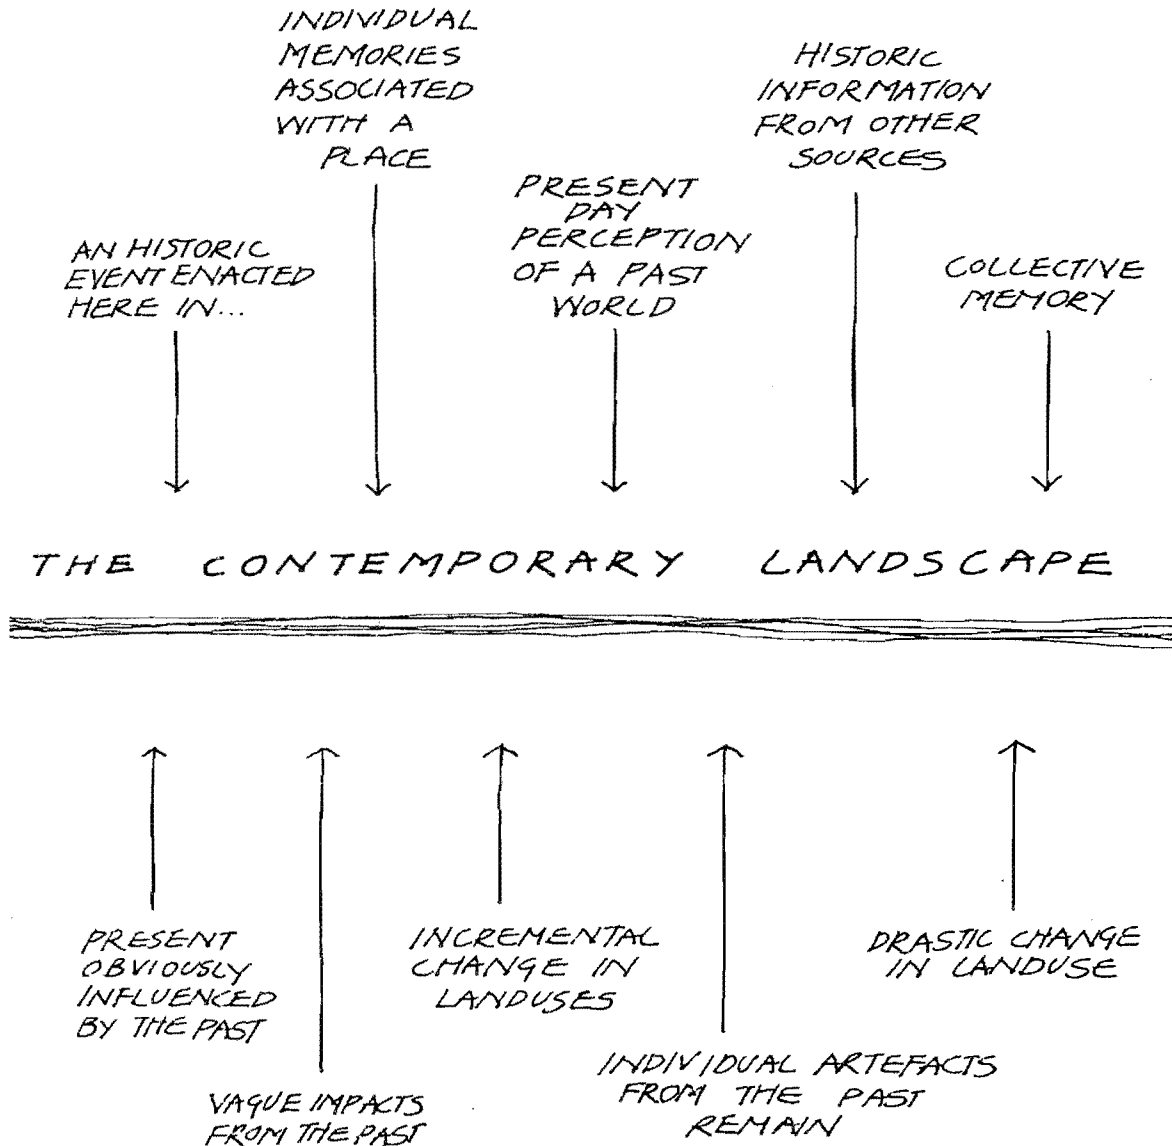 INDIVIDUAL
MEMORIES
ASSOCIATED
WITH A
PLACE
HISTORIC
INFORMATION
FROM OTHER
SOURCES
PRESENT
DAY
PERCEPTION
OF A PAST
WORLD
AN HISTORIC
EVENT ENACTED
HERE IN...
COLLECTIVE
MEMORY
THE CONTEMPORARY LANDSCAPE
PRESENT
OBVIOUSLY
INFLUENCED
BY THE PAST
INCREMENTAL
CHANGE IN
LANDUSES
DRASTIC CHANGE
IN LANDUSE
VAGUE IMPACTS
FROM THE PAST
INDIVIDUAL ARTEFACTS
FROM THE PAST
REMAIN